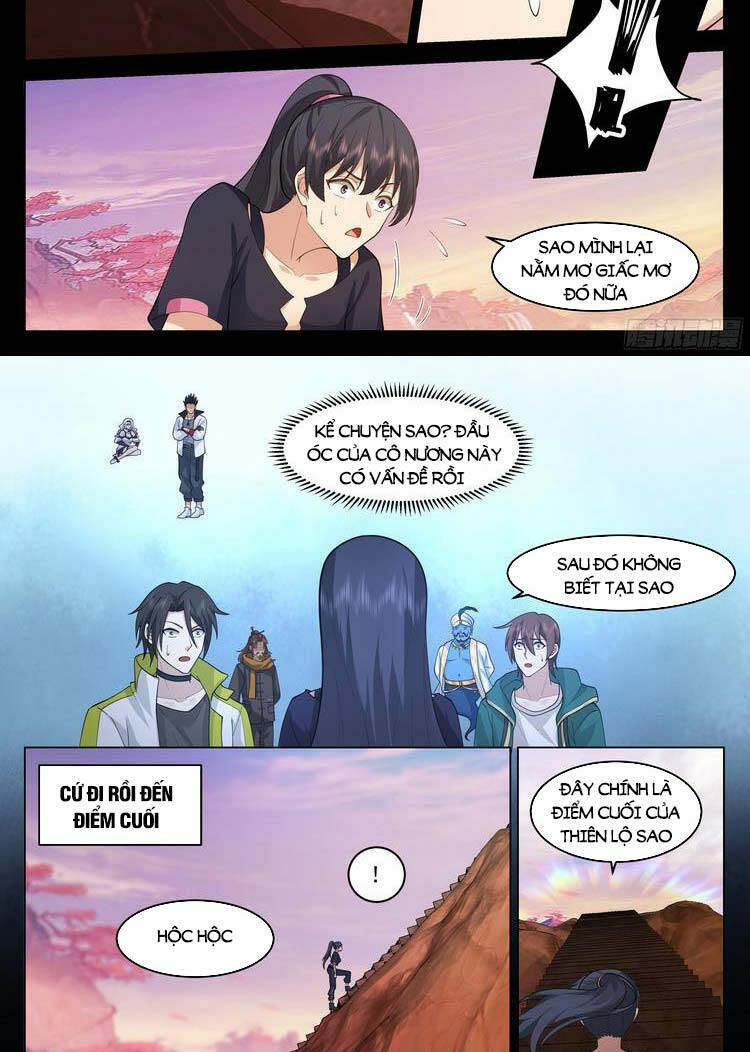 SAO MÌNH LẠI
NẰM MƠ GIẤC MƠ
ĐÓ NỮA
KỂ CHUYỆN SAO? ĐẦU
ÓC CỦA CÔ NƯƠNG NÀY
CÓ VẤN ĐỀ RỒI
SAU ĐÓ KHÔNG
BIẾT TẠI SAO
CỨ ĐI RỒI ĐẾN
ĐIỂM CUỐI
!
HỘC HỘC
ĐÂY CHÍNH LÀ
ĐIỂM CUỐI CỦA
THIÊN LỘ SAO